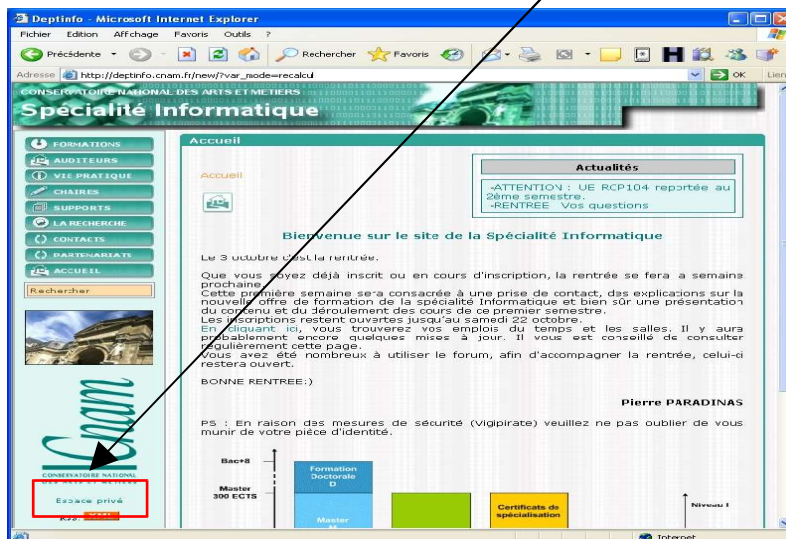 Deptinfo - Microsoft Internet Explorer
Fichier Edition Affichage Favoris Outils ?
Précédente Rechercher Favoris
Adresse http://deptinfo.cnam.fr/new/?var_mode=recalcul OK Lien
CONSERVATOIRE NATIONAL DES ARTS ET METIERS
Spécialité Informatique
FORMATIONS
AUDITEURS
VIE PRATIQUE
CHAIRES
SUPPORTS
LA RECHERCHE
CONTACTS
PARTENARIATS
ACCUEIL
Rechercher
Cnam
CONSERVATOIRE NATIONAL
DES ARTS ET METIERS
Espace privé
RSS: XML
Accueil
Accueil
Actualités
-ATTENTION : UE RCP104 reportée au
2ème semestre.
-RENTREE Vos questions
Bienvenue sur le site de la Spécialité Informatique
Le 3 octobre c'est la rentrée.
Que vous soyez déjà inscrit ou en cours d'inscription, la rentrée se fera a semaine
prochaine.
Cette première semaine sera consacrée à une prise de contact, des explications sur la
nouvelle offre de formation de la spécialité Informatique et bien sûr une présentation
du contenu et du déroulement des cours de ce premier semestre.
Les inscriptions restent ouvertes jusqu'au samedi 22 octobre.
En cliquant ici, vous trouverez vos emplois du temps et les salles. Il y aura
probablement encore quelques mises à jour. Il vous est conseillé de consulter
régulièrement cette page.
Vous avez été nombreux à utiliser le forum, afin d'accompagner la rentrée, celui-ci
restera ouvert.
BONNE RENTREE:)
Pierre PARADINAS
PS : En raison des mesures de sécurité (Vigipirate) veuillez ne pas oublier de vous
munir de votre pièce d'identité.
Bac+8
Formation
Doctorale
D
Master
300 ECTS
Master
M
Certificats de
spécialisation
Niveau I
Internet